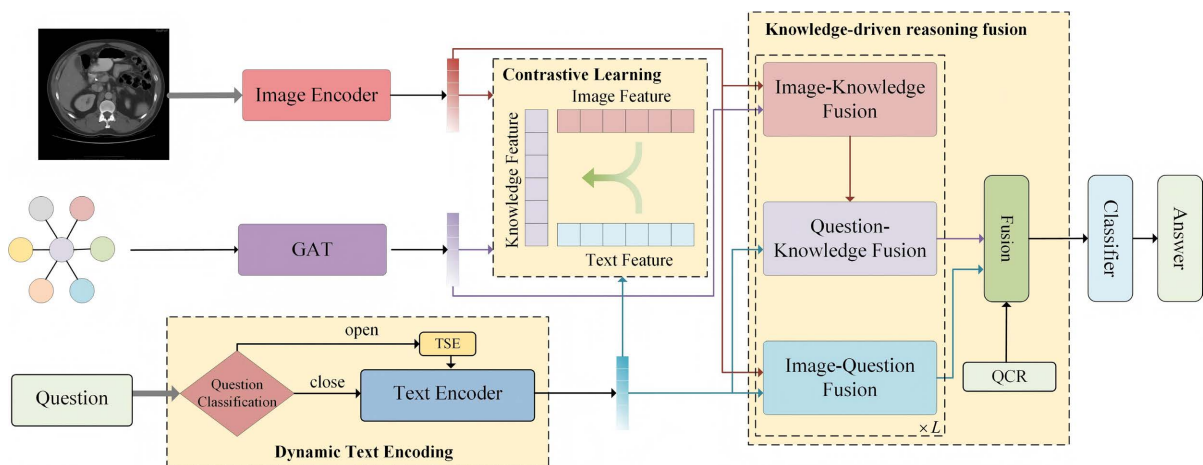 Knowledge-driven reasoning fusion
Image Encoder
Contrastive Learning
Image Feature
Knowledge Feature
Text Feature
Image-Knowledge
Fusion
GAT
Question-
Knowledge Fusion
Fusion
Classifier
Answer
open
TSE
Question
Question
Classification
close
Text Encoder
Dynamic Text Encoding
Image-Question
Fusion
QCR
×L